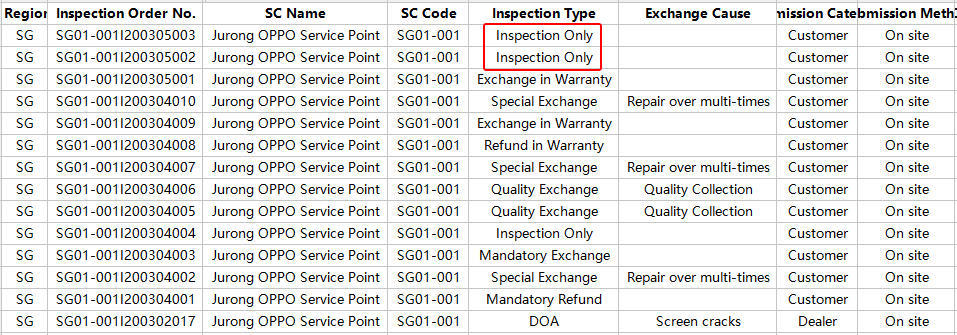 Region Inspection Order No. SC Name SC Code Inspection Type Exchange Cause mission Cate bmission Meth
SG SG01-001I200305003 Jurong OPPO Service Point SG01-001 Inspection Only Customer On site
SG SG01-001I200305002 Jurong OPPO Service Point SG01-001 Inspection Only Customer On site
SG SG01-001I200305001 Jurong OPPO Service Point SG01-001 Exchange in Warranty Customer On site
SG SG01-001I200304010 Jurong OPPO Service Point SG01-001 Special Exchange Repair over multi-times Customer On site
SG SG01-001I200304009 Jurong OPPO Service Point SG01-001 Exchange in Warranty Customer On site
SG SG01-001I200304008 Jurong OPPO Service Point SG01-001 Refund in Warranty Customer On site
SG SG01-001I200304007 Jurong OPPO Service Point SG01-001 Special Exchange Repair over multi-times Customer On site
SG SG01-001I200304006 Jurong OPPO Service Point SG01-001 Quality Exchange Quality Collection Customer On site
SG SG01-001I200304005 Jurong OPPO Service Point SG01-001 Quality Exchange Quality Collection Customer On site
SG SG01-001I200304004 Jurong OPPO Service Point SG01-001 Inspection Only Customer On site
SG SG01-001I200304003 Jurong OPPO Service Point SG01-001 Mandatory Exchange Customer On site
SG SG01-001I200304002 Jurong OPPO Service Point SG01-001 Special Exchange Repair over multi-times Customer On site
SG SG01-001I200304001 Jurong OPPO Service Point SG01-001 Mandatory Refund Customer On site
SG SG01-001I200302017 Jurong OPPO Service Point SG01-001 DOA Screen cracks Dealer On site